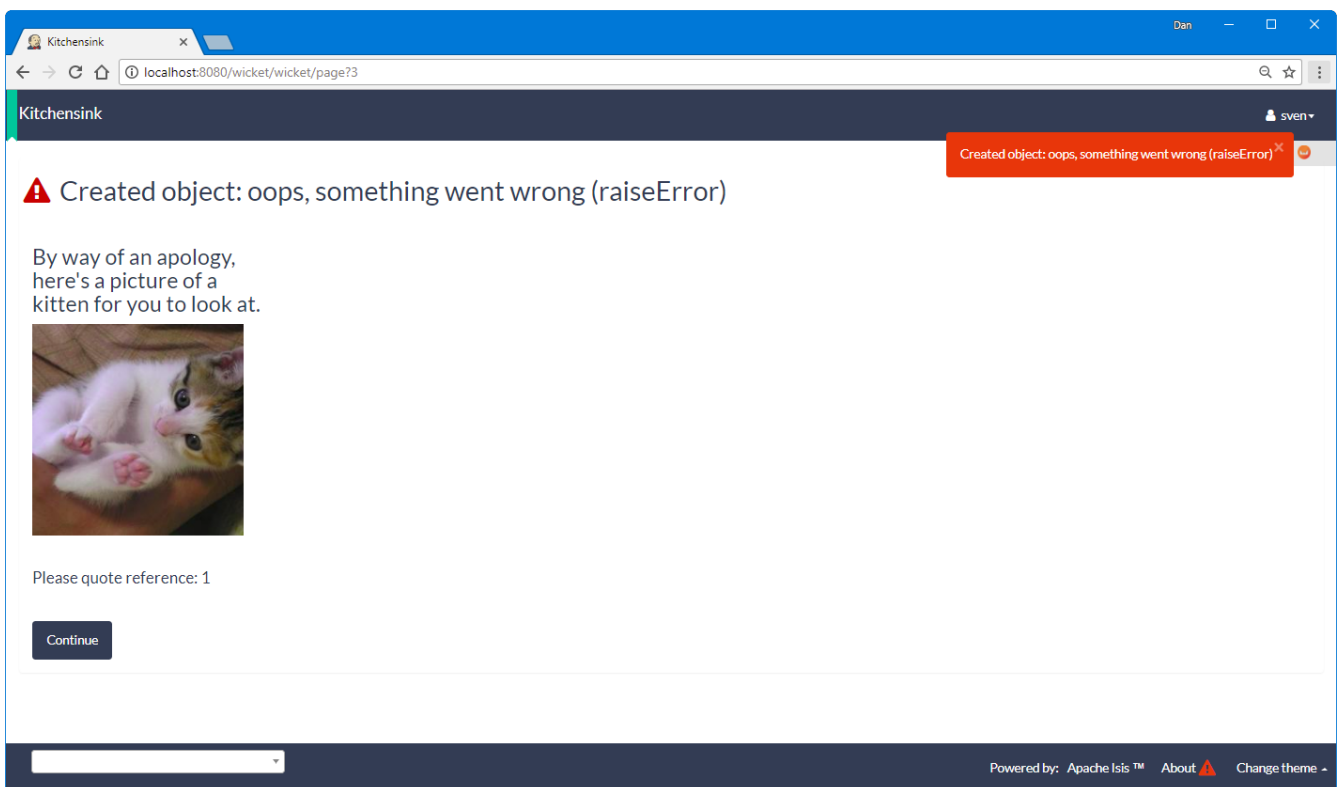 Dan
Kitchensink
localhost:8080/wicket/wicket/page?3
Kitchensink
sven
Created object: oops, something went wrong (raiseError)
Created object: oops, something went wrong (raiseError)
By way of an apology,
here's a picture of a
kitten for you to look at.
Please quote reference: 1
Continue
Powered by: Apache Isis ™ About Change theme